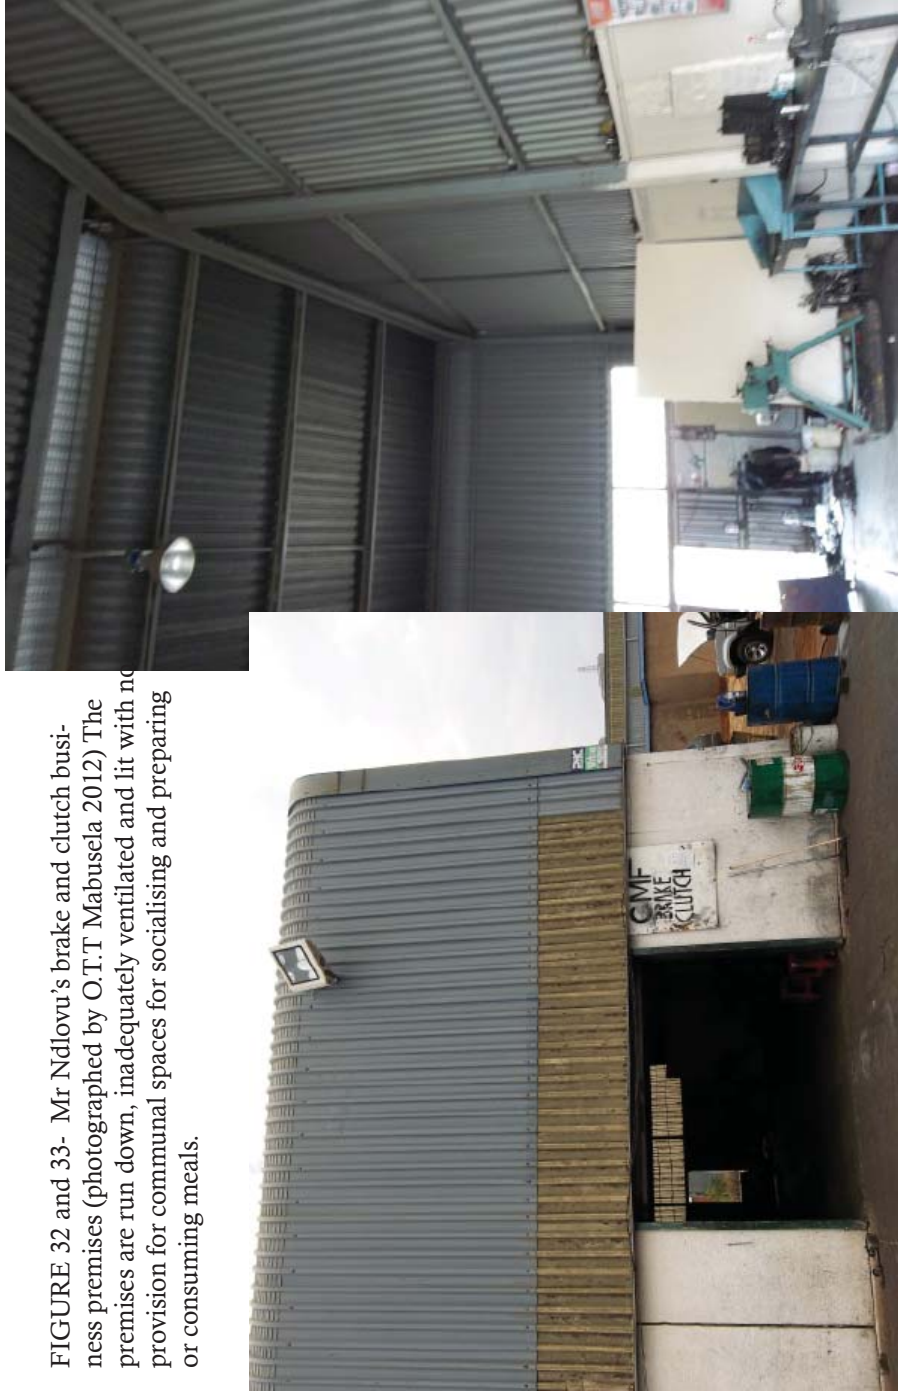 FIGURE 32 and 33- Mr Ndlovu's brake and clutch busi-
ness premises (photographed by O.T.T Mabusela 2012) The
premises are run down, inadequately ventilated and lit with no
provision for communal spaces for socialising and preparing
or consuming meals.
CMF
BRAKE
CLUTCH